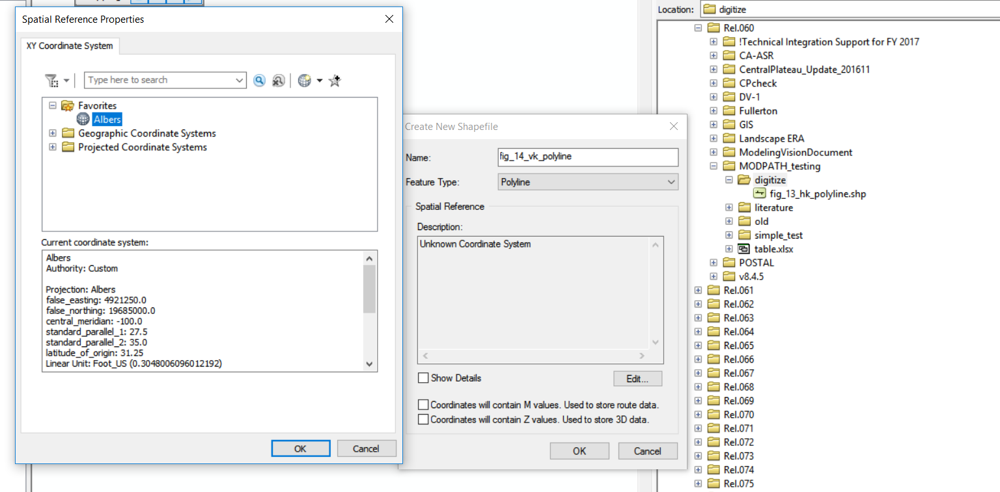 Spatial Reference Properties
XY Coordinate System
Type here to search
Favorites
Albers
Geographic Coordinate Systems
Projected Coordinate Systems
Current coordinate system:
Albers
Authority: Custom
Projection: Albers
false_easting: 4921250.0
false_northing: 19685000.0
central_meridian: -100.0
standard_parallel_1: 27.5
standard_parallel_2: 35.0
latitude_of_origin: 31.25
Linear Unit: Foot_US (0.3048006096012192)
OK
Cancel
Create New Shapefile
Name:
fig_14_vk_polyline
Feature Type:
Polyline
Spatial Reference
Description:
Unknown Coordinate System
Show Details
Edit...
Coordinates will contain M values. Used to store route data.
Coordinates will contain Z values. Used to store 3D data.
OK
Cancel
Location:
digitize
Rel.060
!Technical Integration Support for FY 2017
CA-ASR
CentralPlateau_Update_201611
CPcheck
DV-1
Fullerton
GIS
Landscape ERA
ModelingVisionDocument
MODPATH_testing
digitize
fig_13_hk_polyline.shp
literature
old
simple_test
table.xlsx
POSTAL
v8.4.5
Rel.061
Rel.062
Rel.063
Rel.064
Rel.065
Rel.066
Rel.067
Rel.068
Rel.069
Rel.070
Rel.071
Rel.072
Rel.073
Rel.074
Rel.075